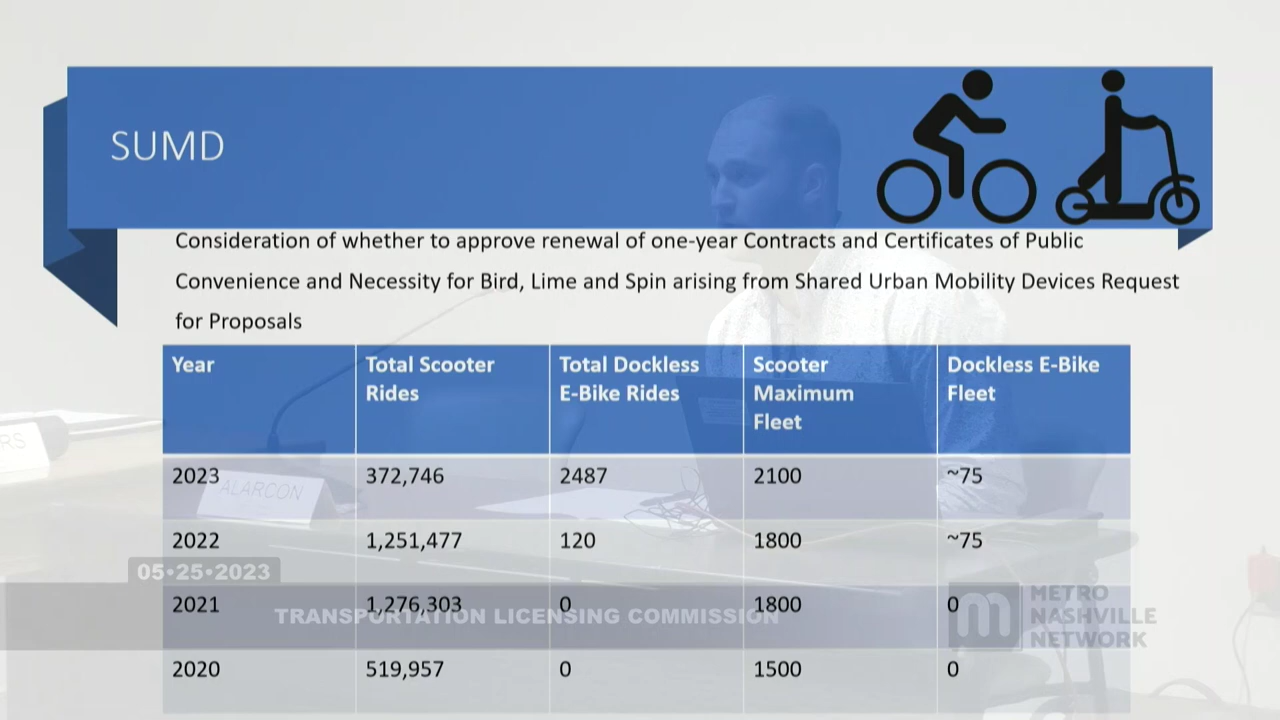 SUMD
Consideration of whether to approve renewal of one-year Contracts and Certificates of Public
Convenience and Necessity for Bird, Lime and Spin arising from Shared Urban Mobility Devices Request
for Proposals
Year Total Scooter Rides Total Dockless E-Bike Rides Scooter Maximum Fleet Dockless E-Bike Fleet
2023 372,746 2487 2100 ~75
ALARCON
2022 1,251,477 120 1800 ~75
05•25•2023
2021 1,276,303 0 1800 0
TRANSPORTATION LICENSING COMMISSION
m METRO
NASHVILLE
NETWORK
2020 519,957 0 1500 0